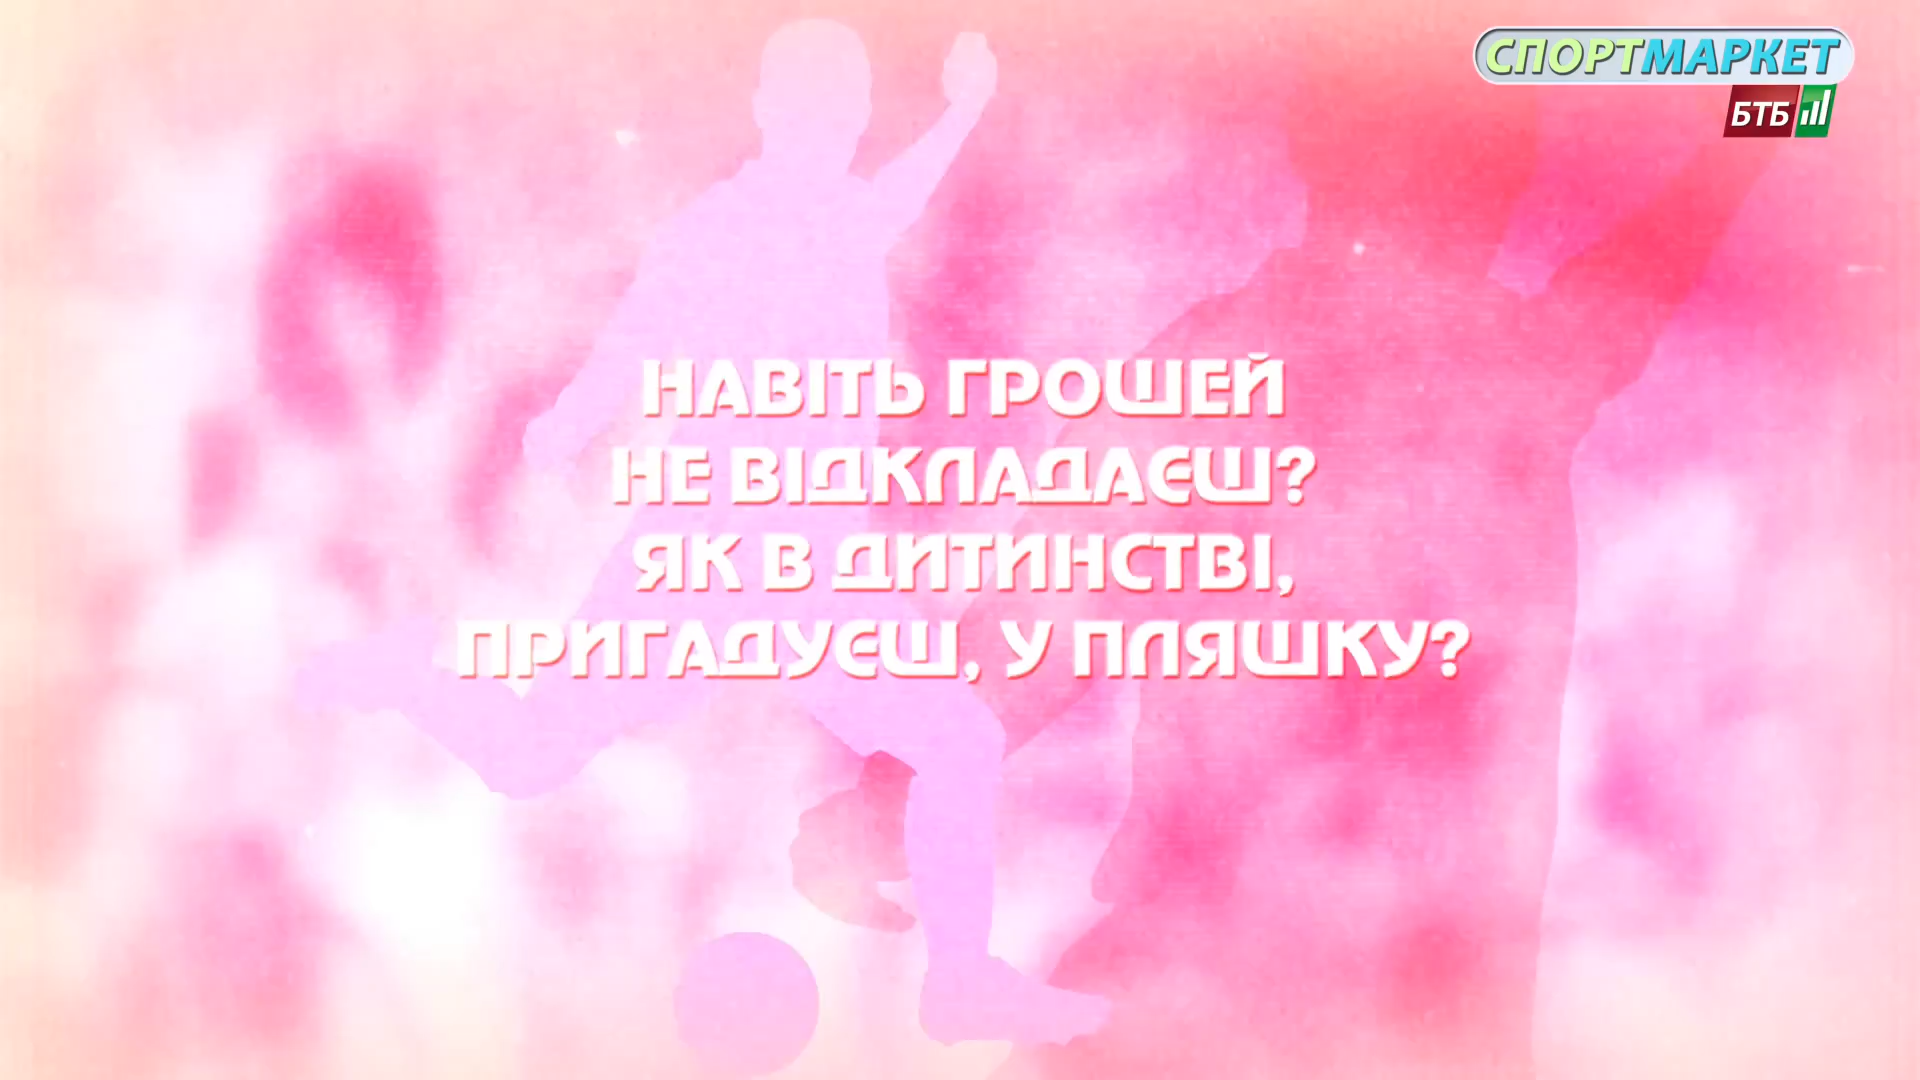 СПОРТМАРКЕТ
БТБ
НАВІТЬ ГРОШЕЙ
НЕ ВІДКЛАДАЄШ?
ЯК В ДИТИНСТВІ,
ПРИГАДУЄШ, У ПЛЯШКУ?